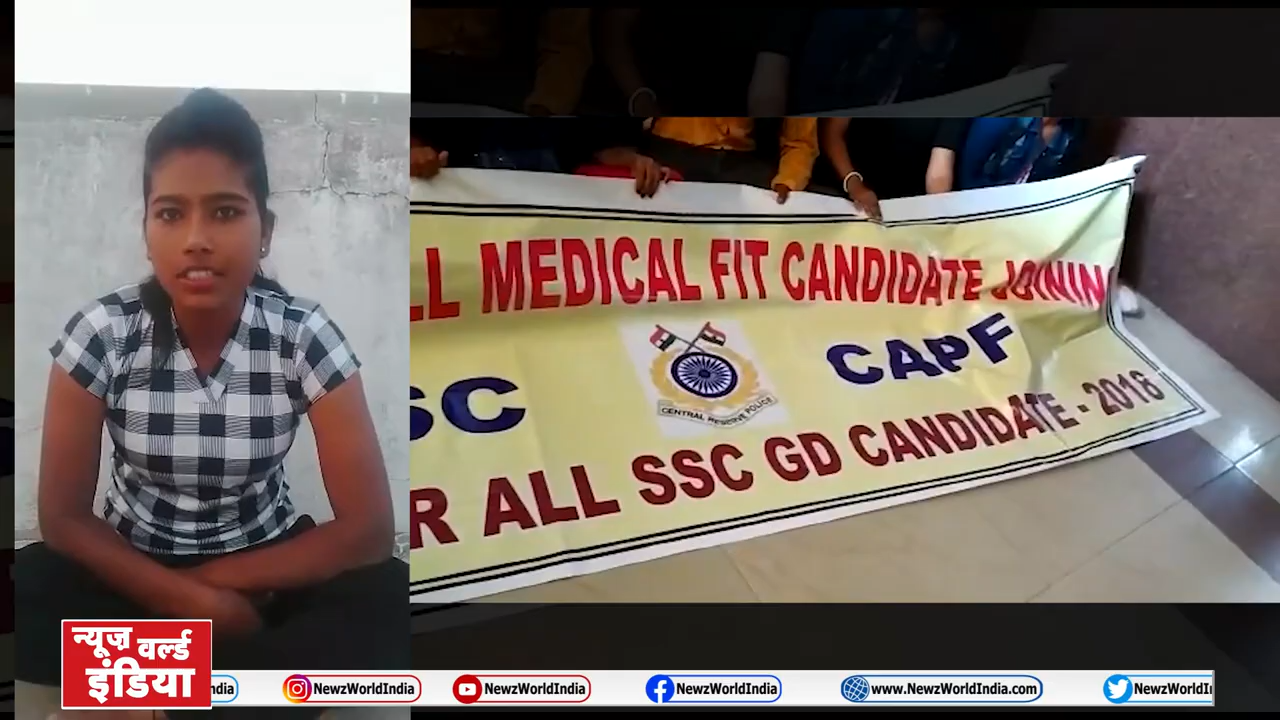 LL MEDICAL FIT CANDIDATE JOINING
SC CAPF
CENTRAL RESERVE POLICE
R ALL SSC GD CANDIDATE - 2018
न्यूज़ वर्ल्ड
इंडिया
dia NewzWorldIndia NewzWorldIndia NewzWorldIndia www.NewzWorldIndia.com NewzWorldI